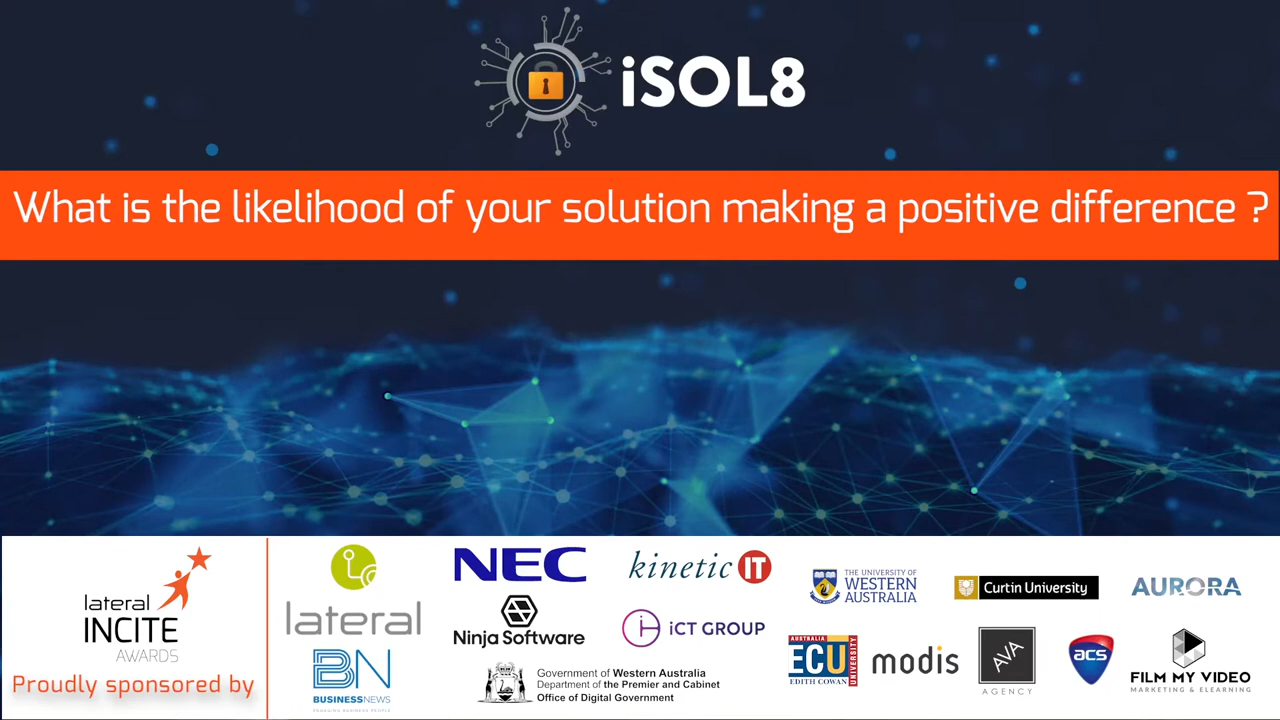 iSOL8
What is the likelihood of your solution making a positive difference ?
lateral
INCITE
AWARDS
Proudly sponsored by
lateral
BN
BUSINESSNEWS
NEC
Ninja Software
Government of Western Australia
Department of the Premier and Cabinet
Office of Digital Government
kinetic IT
iCT GROUP
THE UNIVERSITY OF
WESTERN
AUSTRALIA
Curtin University
AURORA
AUSTRALIA
ECU
EDITH COWAN
UNIVERSITY
modis
AVA
AGENCY
acs
FILM MY VIDEO
MARKETING & ELEARNING